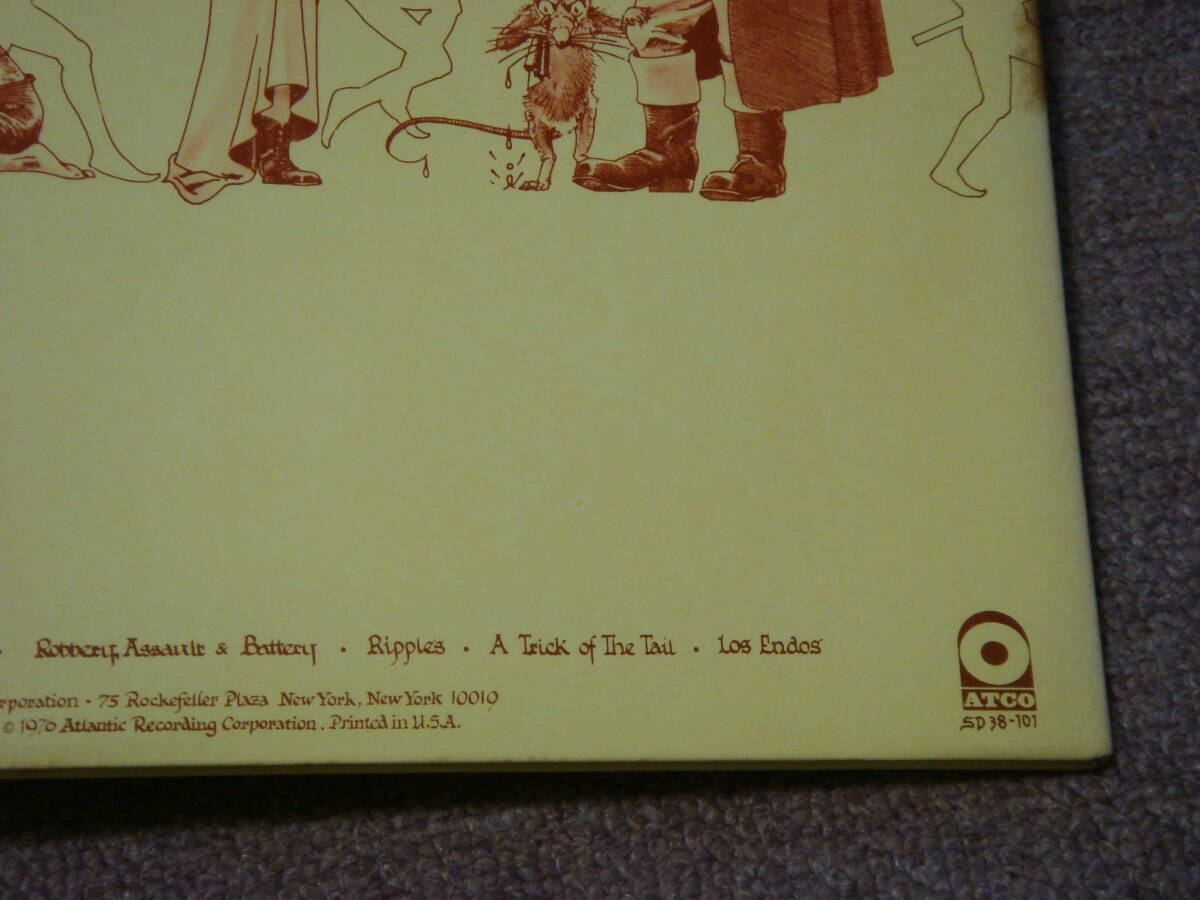 · Robbery, Assault & Battery · Ripples · A Trick of The Tail · Los Endos
rporation · 75 Rockefeller Plaza New York, New York 10019
© 1976 Atlantic Recording Corporation. Printed in U.S.A.
ATCO
SD 38-101